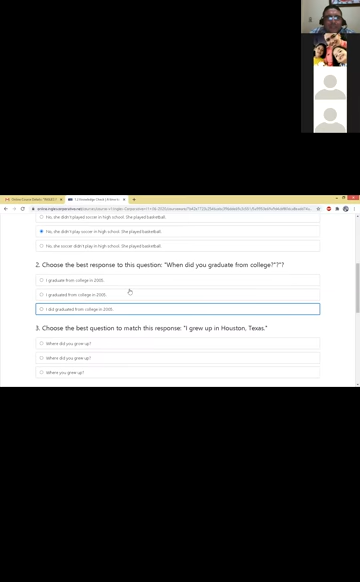 No, she didn't played soccer in high school. She played basketball.
No, she didn't play soccer in high school. She played basketball.
No, she soccer didn't play in high school. She played basketball.
2. Choose the best response to this question: "When did you graduate from college?"?"?
I graduate from college in 2005.
I graduated from college in 2005.
I did graduated from college in 2005.
3. Choose the best question to match this response: "I grew up in Houston, Texas."
Where did you grew up?
Where did you grow up?
Where you grew up?